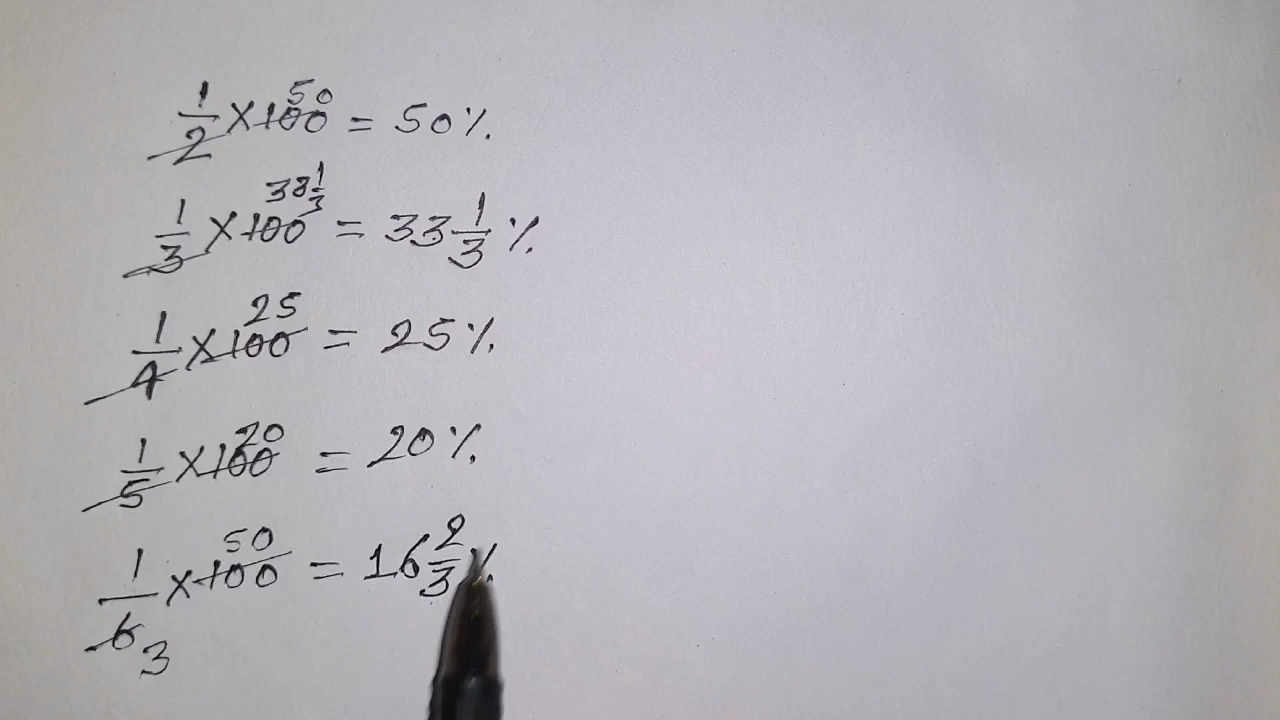 1/2 × 100 50 = 50%
1/3 × 100 33 1/3 = 33 1/3 %
1/4 × 100 25 = 25%
1/5 × 100 20 = 20%
1/6 3 × 100 50 = 16 2/3 %